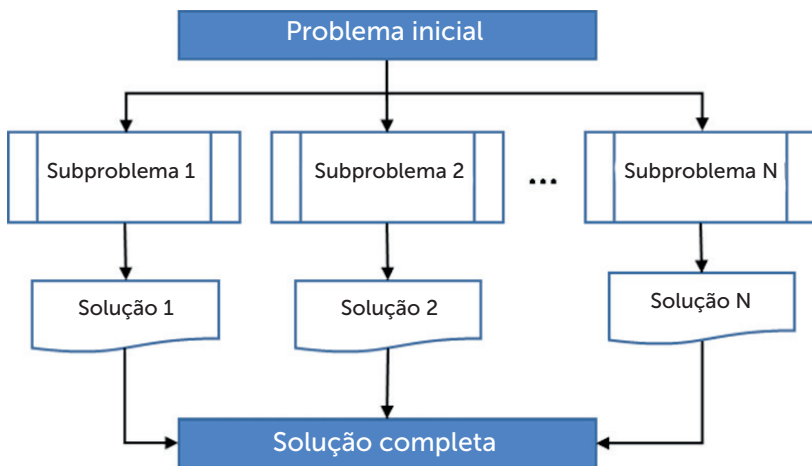 Problema inicial
Subproblema 1
Subproblema 2
...
Subproblema N
Solução 1
Solução 2
Solução N
Solução completa